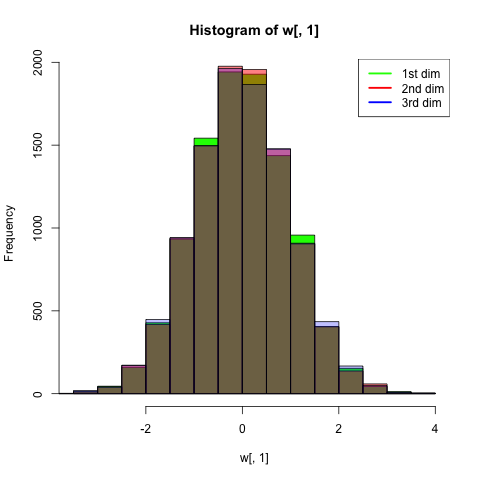 Histogram of w[, 1]
1st dim
2nd dim
3rd dim
Frequency
2000
1500
1000
500
0
-2
0
2
4
w[, 1]